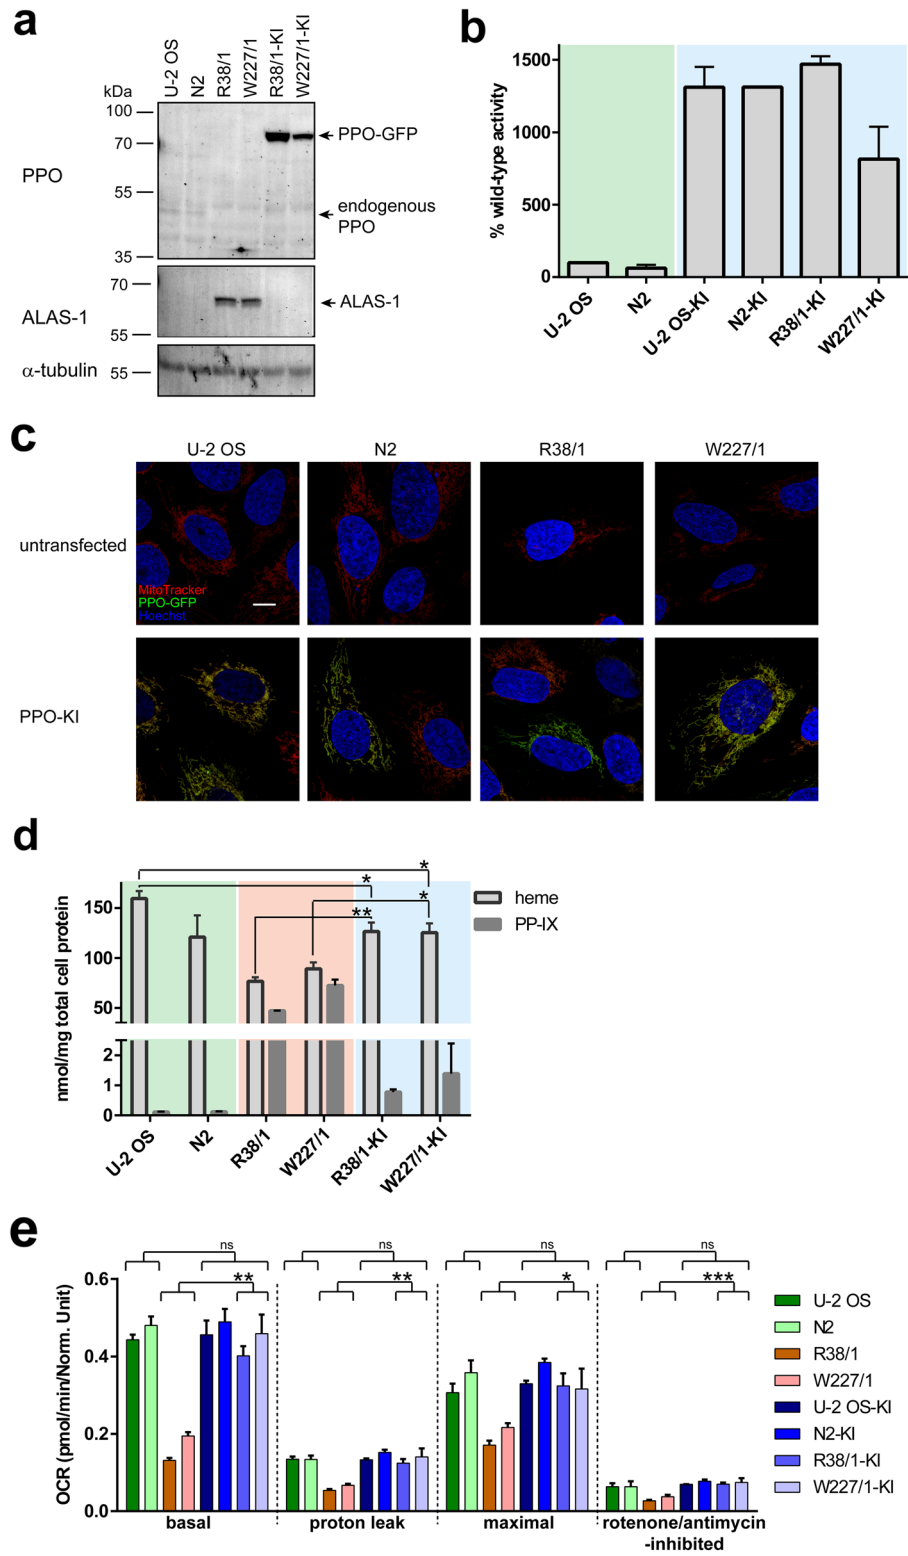 a
kDa
U-2 OS
N2
R38/1
W227/1
R38/1-KI
W227/1-KI
PPO
100
70
55
35
PPO-GFP
endogenous
PPO
ALAS-1
70
55
ALAS-1
α-tubulin
55
b
% wild-type activity
1500
1000
500
0
U-2 OS
N2
U-2 OS-KI
N2-KI
R38/1-KI
W227/1-KI
c
U-2 OS
N2
R38/1
W227/1
untransfected
MitoTracker
PPO-GFP
Hoechst
PPO-KI
d
nmol/mg total cell protein
150
100
50
2
1
0
*
*
*
**
heme
PP-IX
U-2 OS
N2
R38/1
W227/1
R38/1-KI
W227/1-KI
e
OCR (pmol/min/Norm. Unit)
0.6
0.4
0.2
0.0
ns
ns
ns
ns
**
**
*
***
basal
proton leak
maximal
rotenone/antimycin
-inhibited
U-2 OS
N2
R38/1
W227/1
U-2 OS-KI
N2-KI
R38/1-KI
W227/1-KI